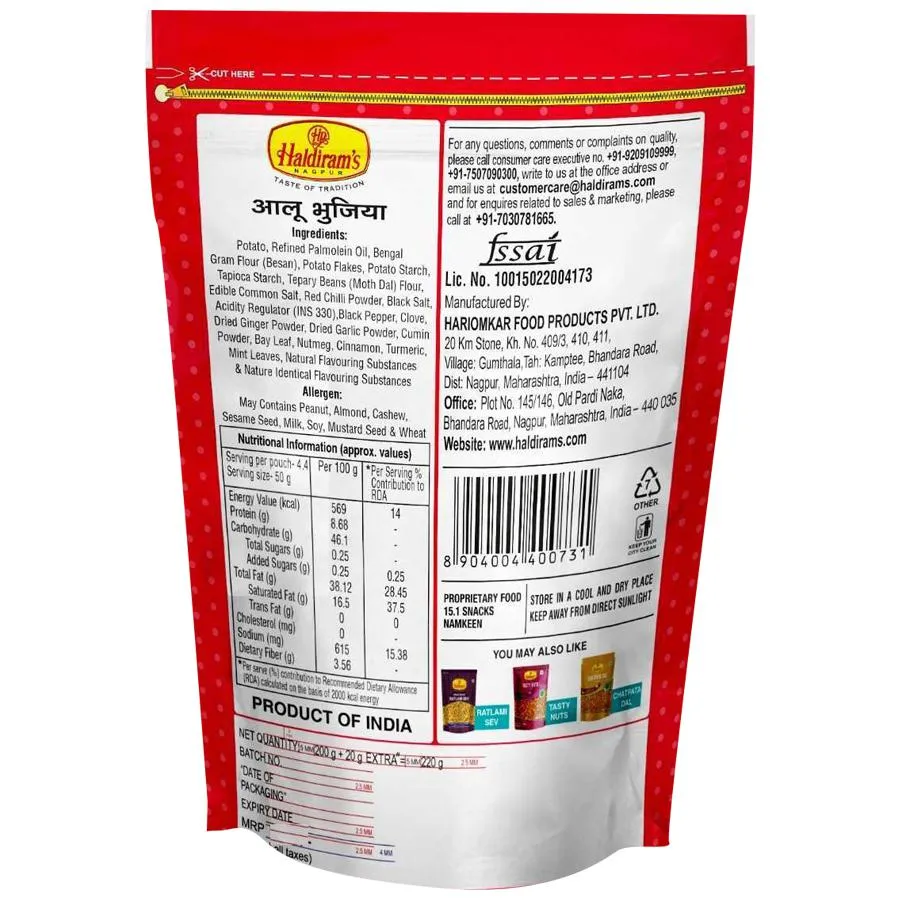 CUT HERE
Haldiram's
NAGPUR
TASTE OF TRADITION
आलू भुजिया
Ingredients:
Potato, Refined Palmolein Oil, Bengal
Gram Flour (Besan), Potato Flakes, Potato Starch,
Tapioca Starch, Tepary Beans (Moth Dal) Flour,
Edible Common Salt, Red Chilli Powder, Black Salt,
Acidity Regulator (INS 330),Black Pepper, Clove,
Dried Ginger Powder, Dried Garlic Powder, Cumin
Powder, Bay Leaf, Nutmeg, Cinnamon, Turmeric,
Mint Leaves, Natural Flavouring Substances
& Nature Identical Flavouring Substances
Allergen:
May Contains Peanut, Almond, Cashew,
Sesame Seed, Milk, Soy, Mustard Seed & Wheat
Nutritional Information (approx. values)
Serving per pouch- 4.4
Serving size- 50 g
Per 100 g
*Per Serving %
Contribution to
RDA
Energy Value (kcal) 569 14
Protein (g) 8.68 -
Carbohydrate (g) 46.1 -
Total Sugars (g) 0.25 -
Added Sugars (g) 0.25 0.25
Total Fat (g) 38.12 28.45
Saturated Fat (g) 16.5 37.5
Trans Fat (g) 0 0
Cholesterol (mg) 0 -
Sodium (mg) 615 15.38
Dietary Fiber (g) 3.56 -
*Per serve (%) contribution to Recommended Dietary Allowance
(RDA) calculated on the basis of 2000 kcal energy
PRODUCT OF INDIA
NET QUANTITY 5 MM 200 g + 20 g EXTRA"= 5 MM 220 g 2.5 MM
BATCH NO.
"DATE OF
PACKAGING" 2.5 MM
EXPIRY DATE 2.5 MM
MRP 2.5 MM 4 MM
all taxes)
For any questions, comments or complaints on quality,
please call consumer care executive no. +91-9209109999,
+91-7507090300, write to us at the office address or
email us at customercare@haldirams.com
and for enquires related to sales & marketing, please
call at +91-7030781665.
fssai
Lic. No. 10015022004173
Manufactured By:
HARIOMKAR FOOD PRODUCTS PVT. LTD.
20 Km Stone, Kh. No. 409/3, 410, 411,
Village: Gumthala,Tah: Kamptee, Bhandara Road,
Dist: Nagpur, Maharashtra, India – 441104
Office: Plot No. 145/146, Old Pardi Naka,
Bhandara Road, Nagpur, Maharashtra, India – 440 035
Website: www.haldirams.com
8 904004 400731
7
OTHER
KEEP YOUR
CITY CLEAN
PROPRIETARY FOOD
15.1 SNACKS
NAMKEEN
STORE IN A COOL AND DRY PLACE
KEEP AWAY FROM DIRECT SUNLIGHT
YOU MAY ALSO LIKE
RATLAMI
SEV
TASTY
NUTS
CHATPATA
DAL